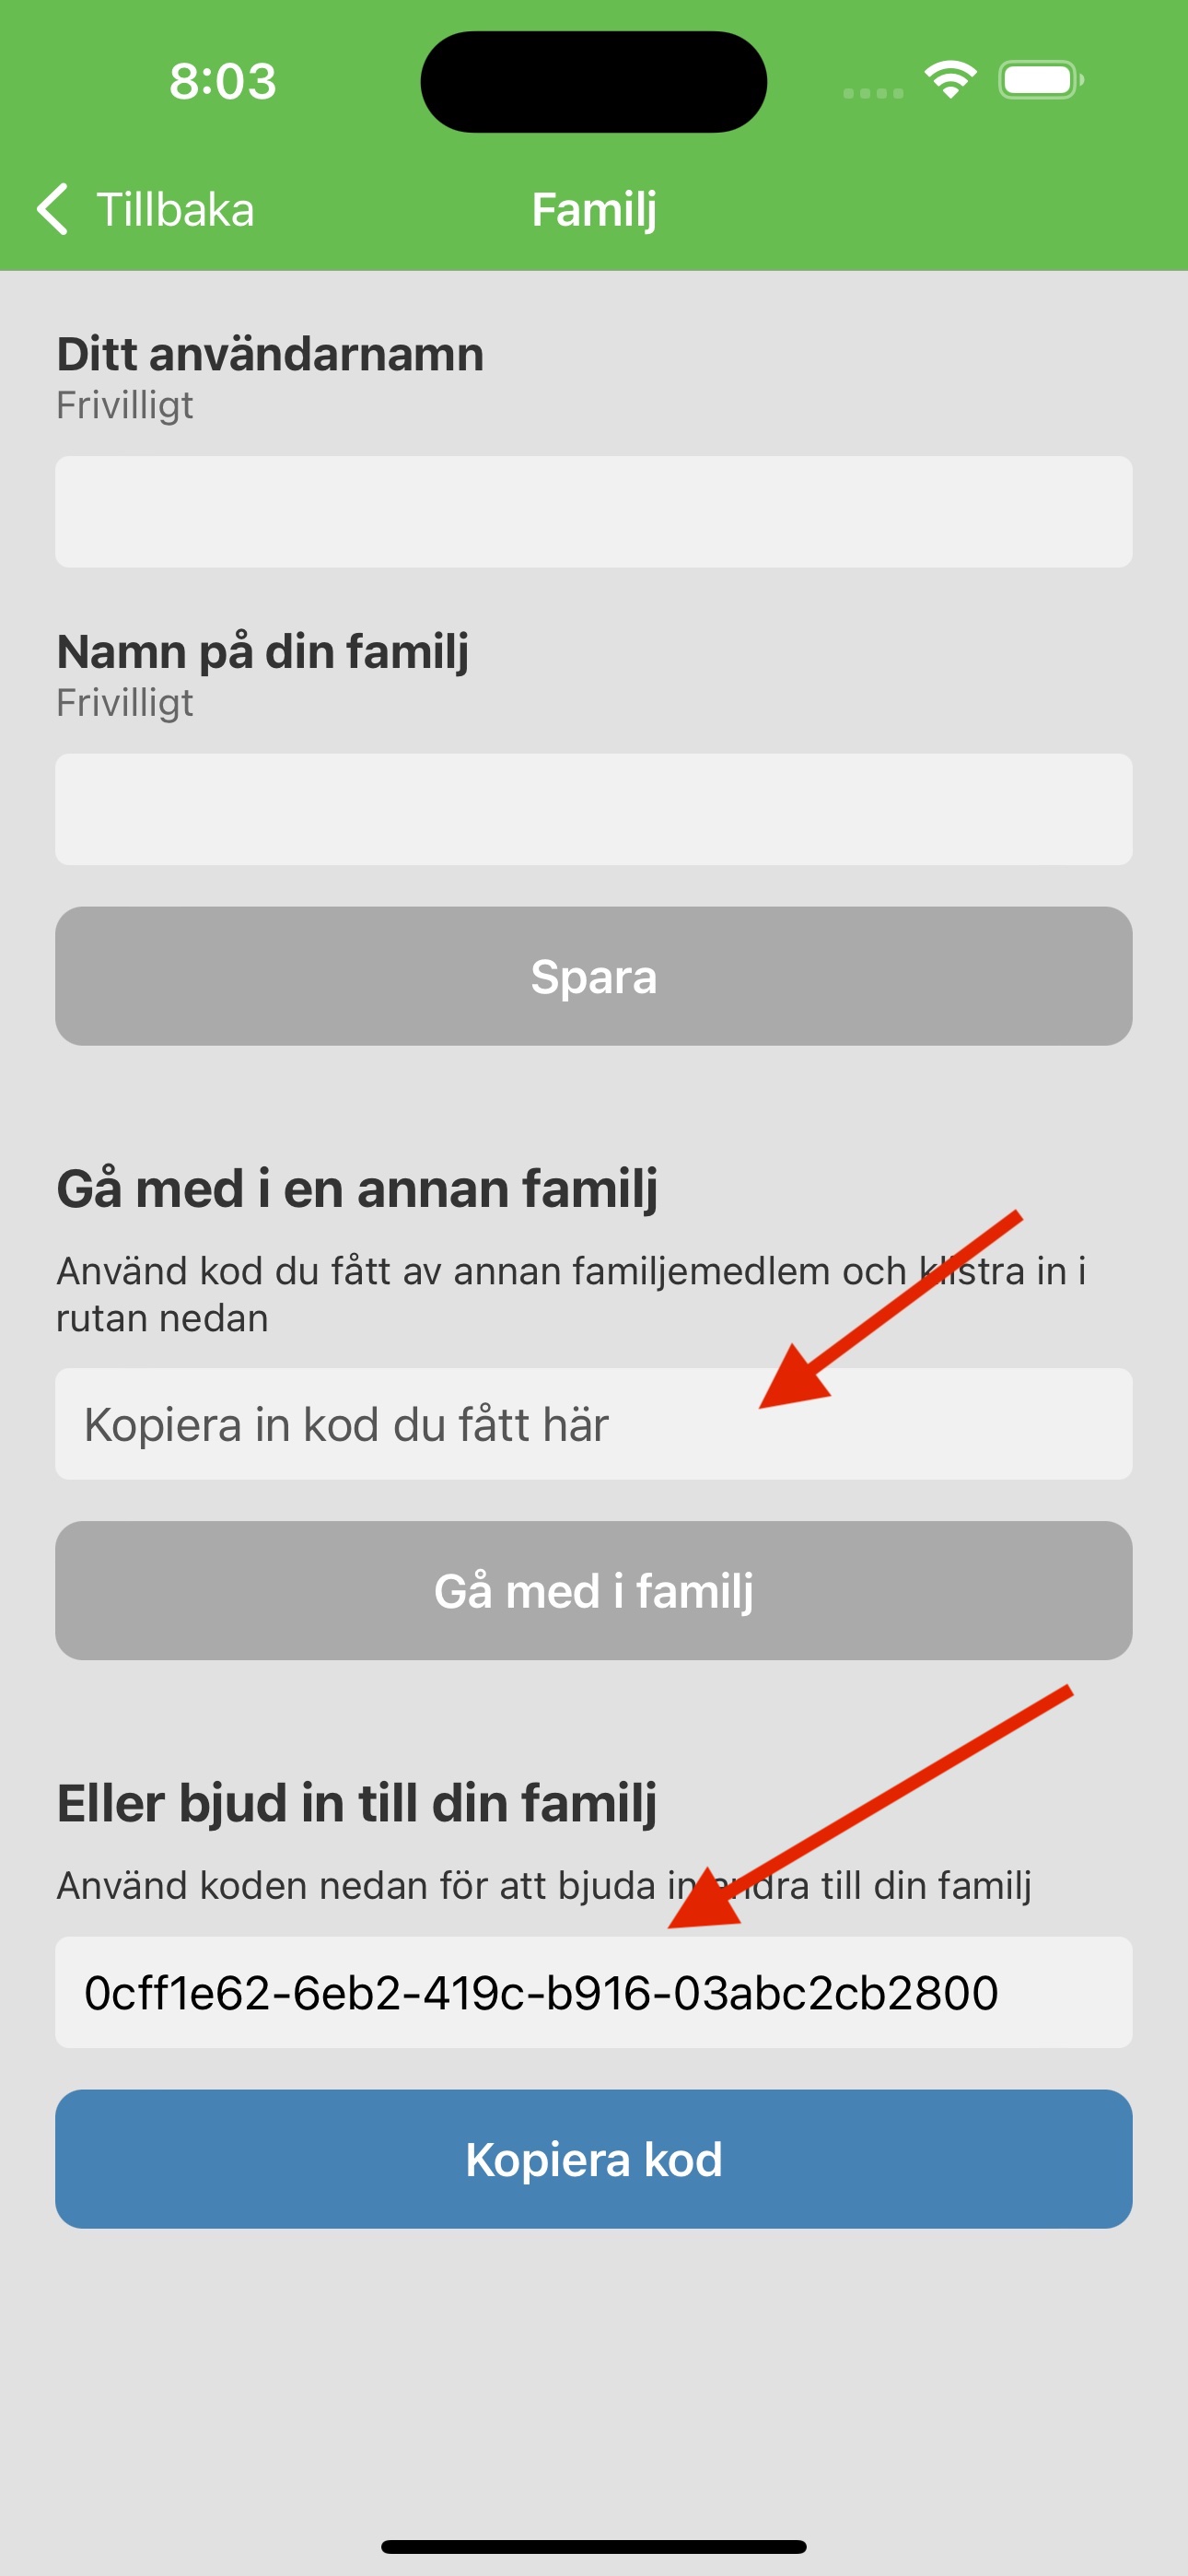 8:03
Tillbaka
Familj
Ditt användarnamn
Frivilligt
Namn på din familj
Frivilligt
Spara
Gå med i en annan familj
Använd kod du fått av annan familjemedlem och klistra in i
rutan nedan
Kopiera in kod du fått här
Gå med i familj
Eller bjud in till din familj
Använd koden nedan för att bjuda in andra till din familj
0cff1e62-6eb2-419c-b916-03abc2cb2800
Kopiera kod